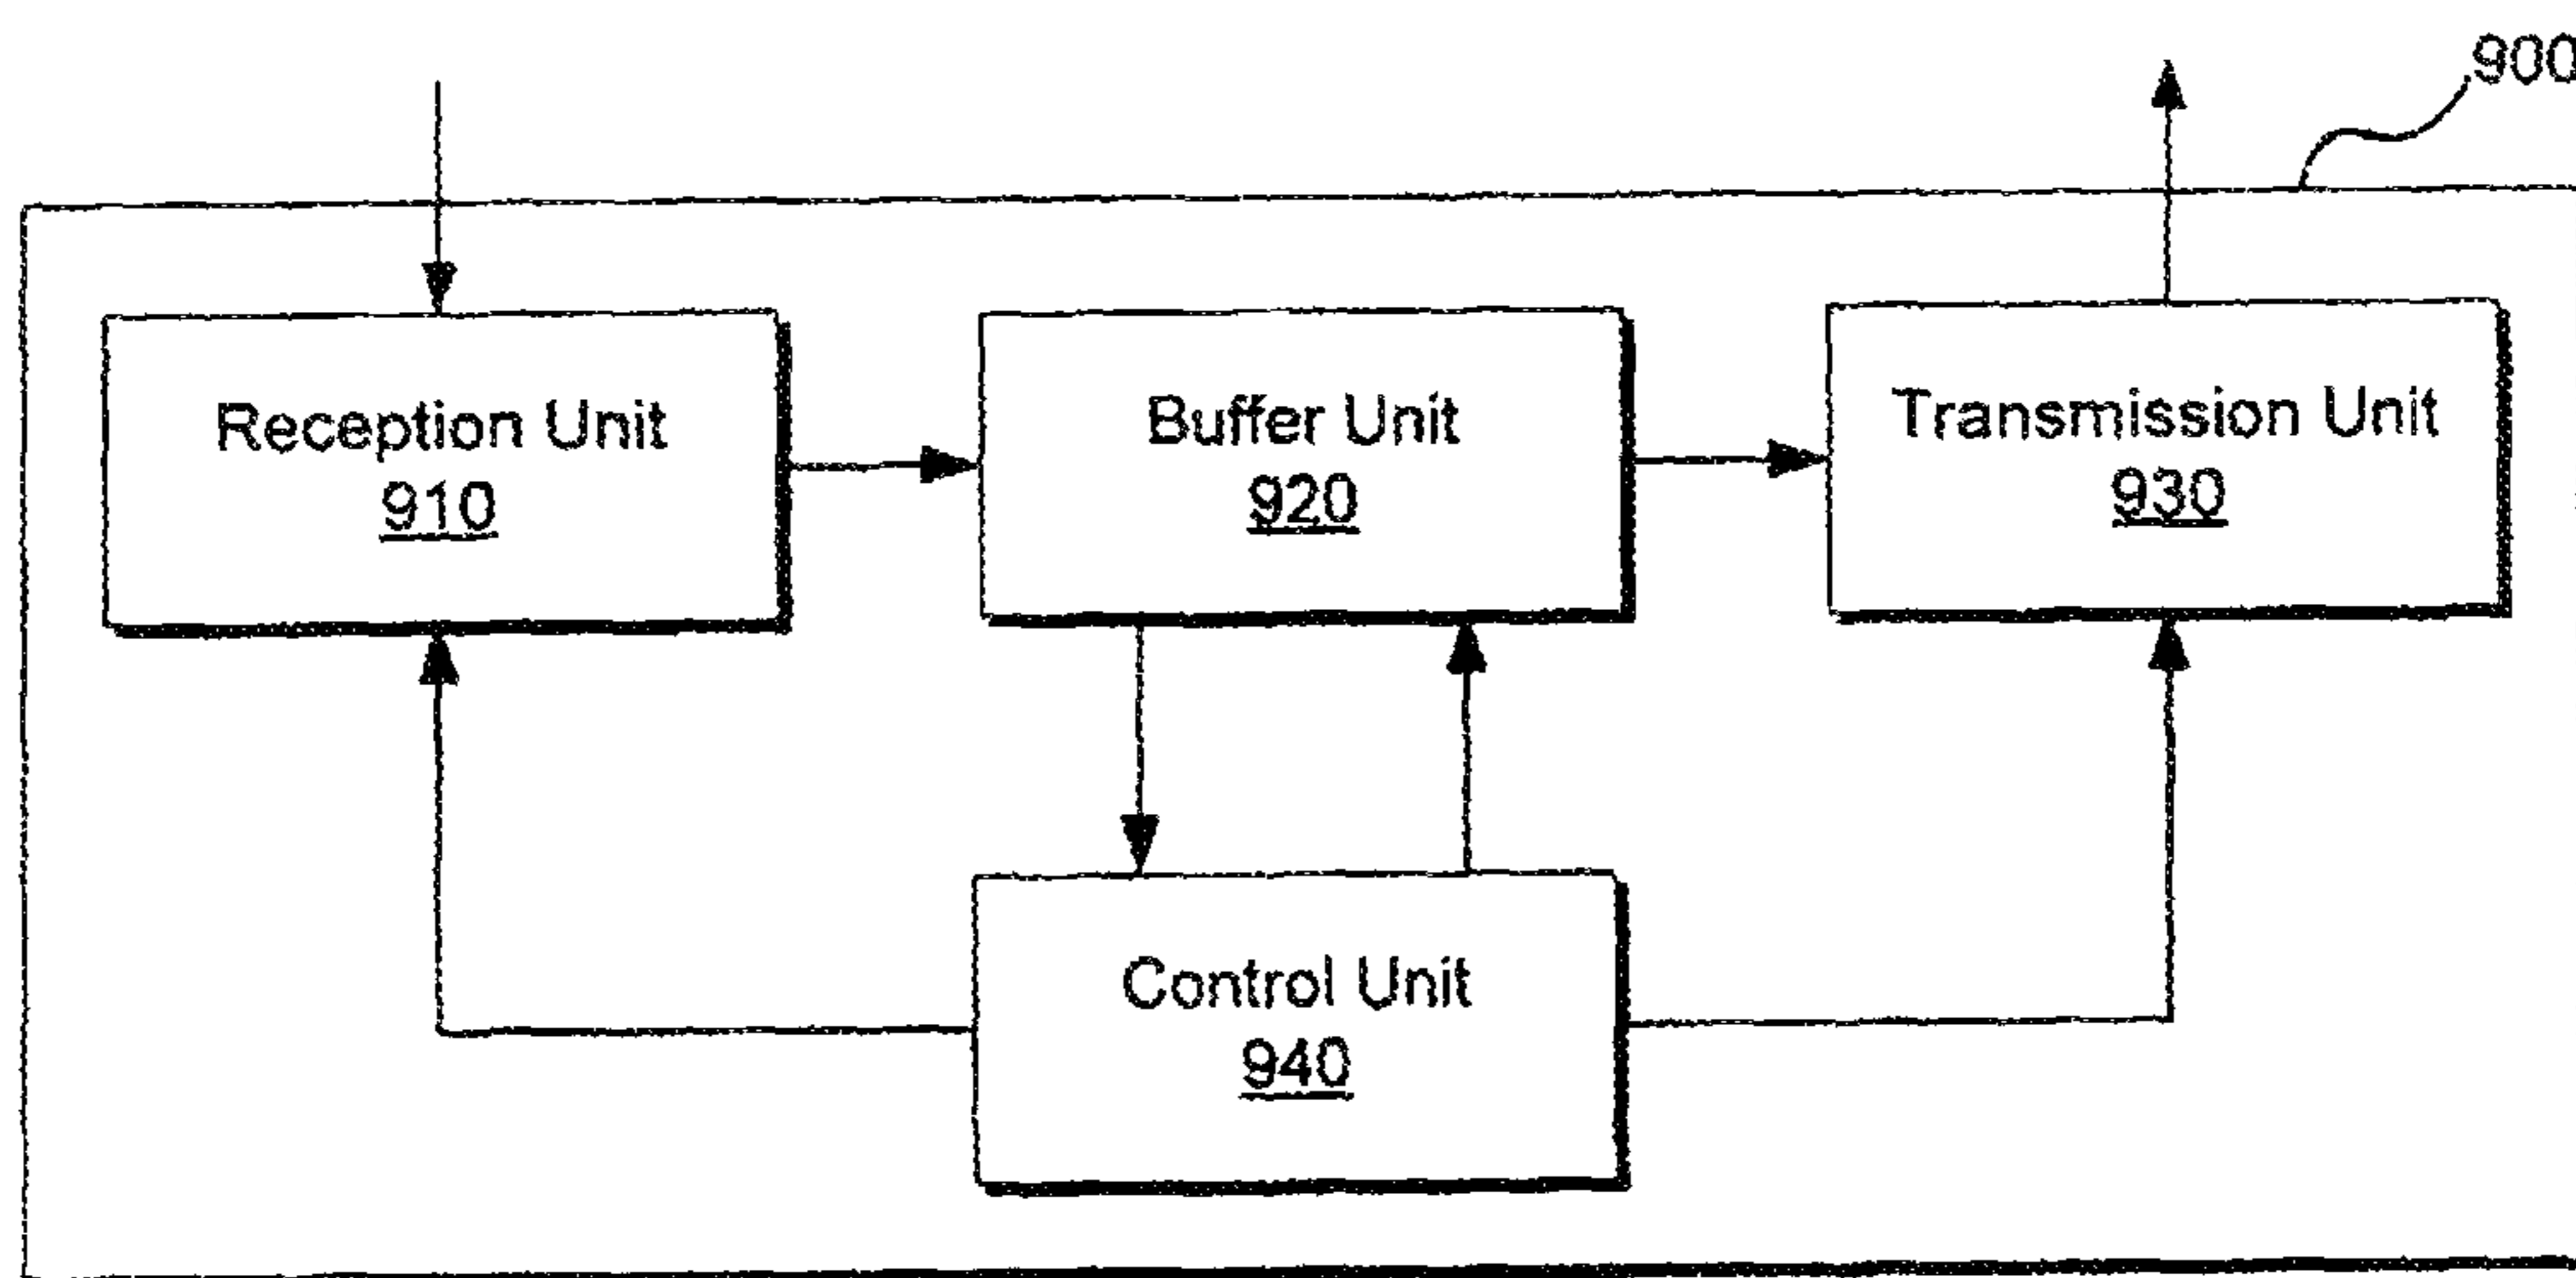 900
Reception Unit
910
Buffer Unit
920
Transmission Unit
930
Control Unit
940